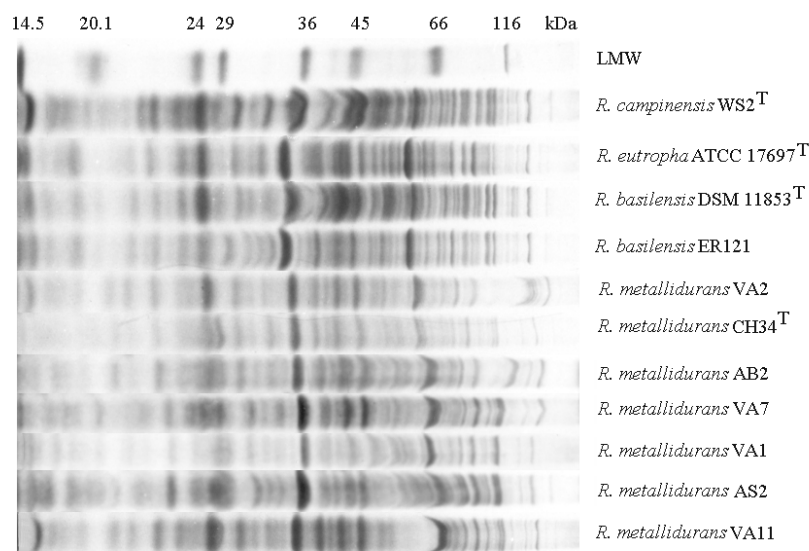 14.5 20.1 24 29 36 45 66 116 kDa
LMW
R. campinensis WS2T
R. eutropha ATCC 17697T
R. basilensis DSM 11853T
R. basilensis ER121
R. metallidurans VA2
R. metallidurans CH34T
R. metallidurans AB2
R. metallidurans VA7
R. metallidurans VA1
R. metallidurans AS2
R. metallidurans VA11